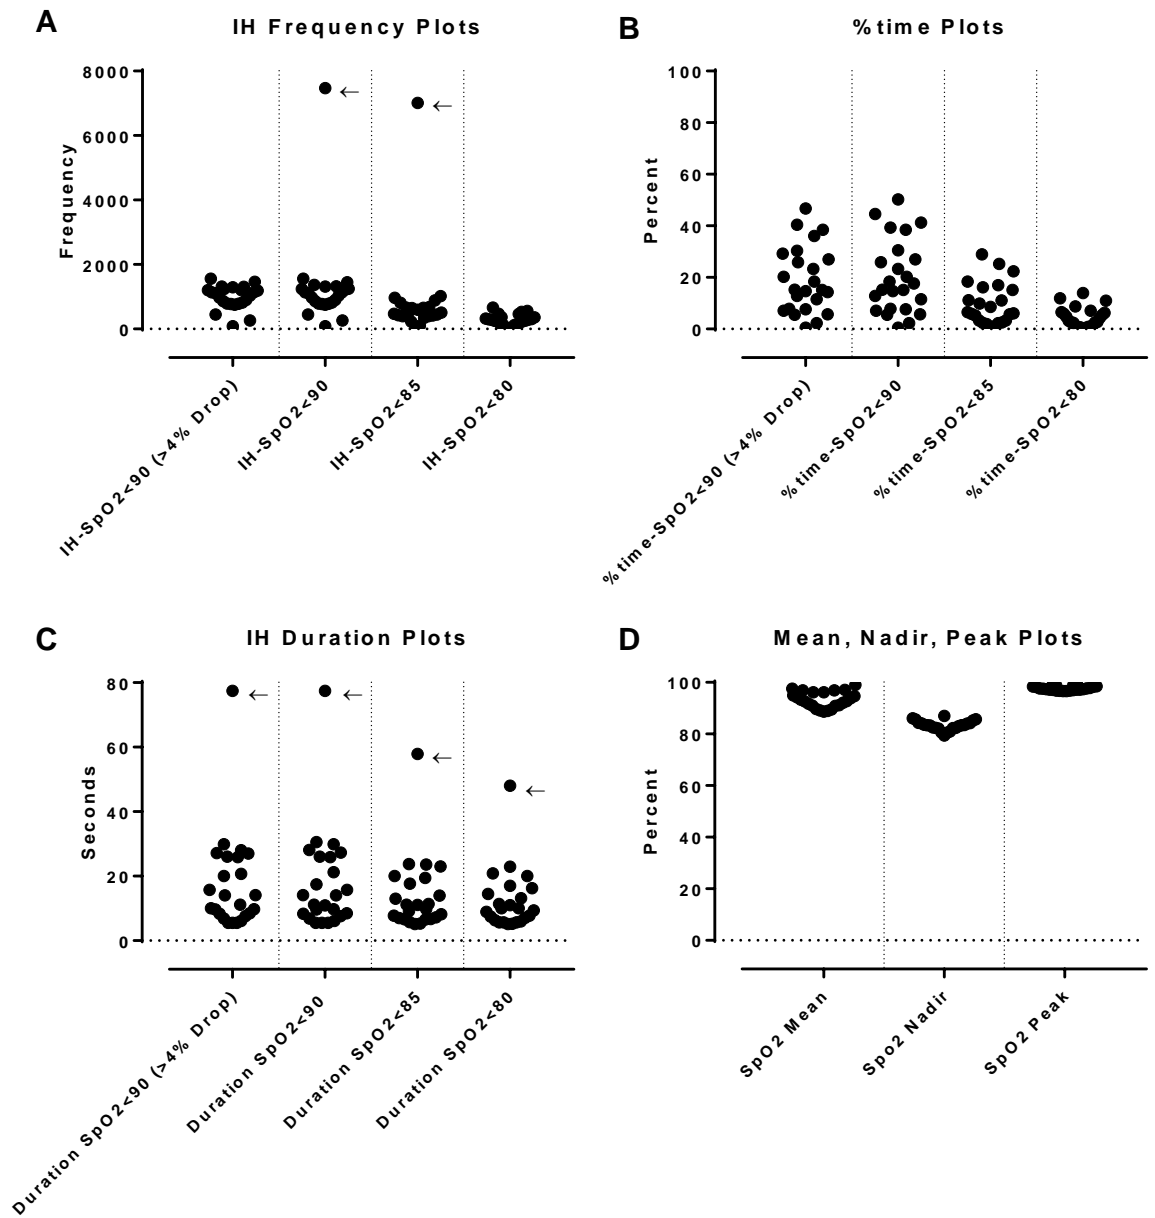 A
IH Frequency Plots
8000
6000
4000
2000
0
Frequency
IH-SpO2<90 (>4% Drop)
IH-SpO2<90
IH-SpO2<85
IH-SpO2<80
B
%time Plots
100
80
60
40
20
0
Percent
%time-SpO2<90 (>4% Drop)
%time-SpO2<90
%time-SpO2<85
%time-SpO2<80
C
IH Duration Plots
80
60
40
20
0
Seconds
Duration SpO2<90 (>4% Drop)
Duration SpO2<90
Duration SpO2<85
Duration SpO2<80
D
Mean, Nadir, Peak Plots
100
80
60
40
20
0
Percent
SpO2 Mean
Spo2 Nadir
SpO2 Peak